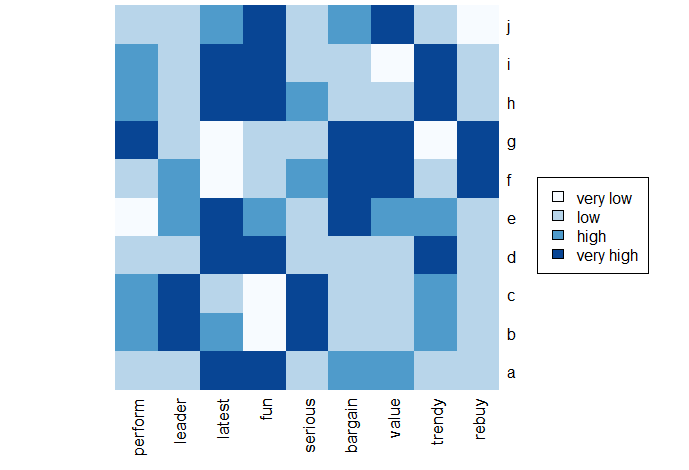 j
i
h
g
f
e
d
c
b
a
very low
low
high
very high
perform
leader
latest
fun
serious
bargain
value
trendy
rebuy